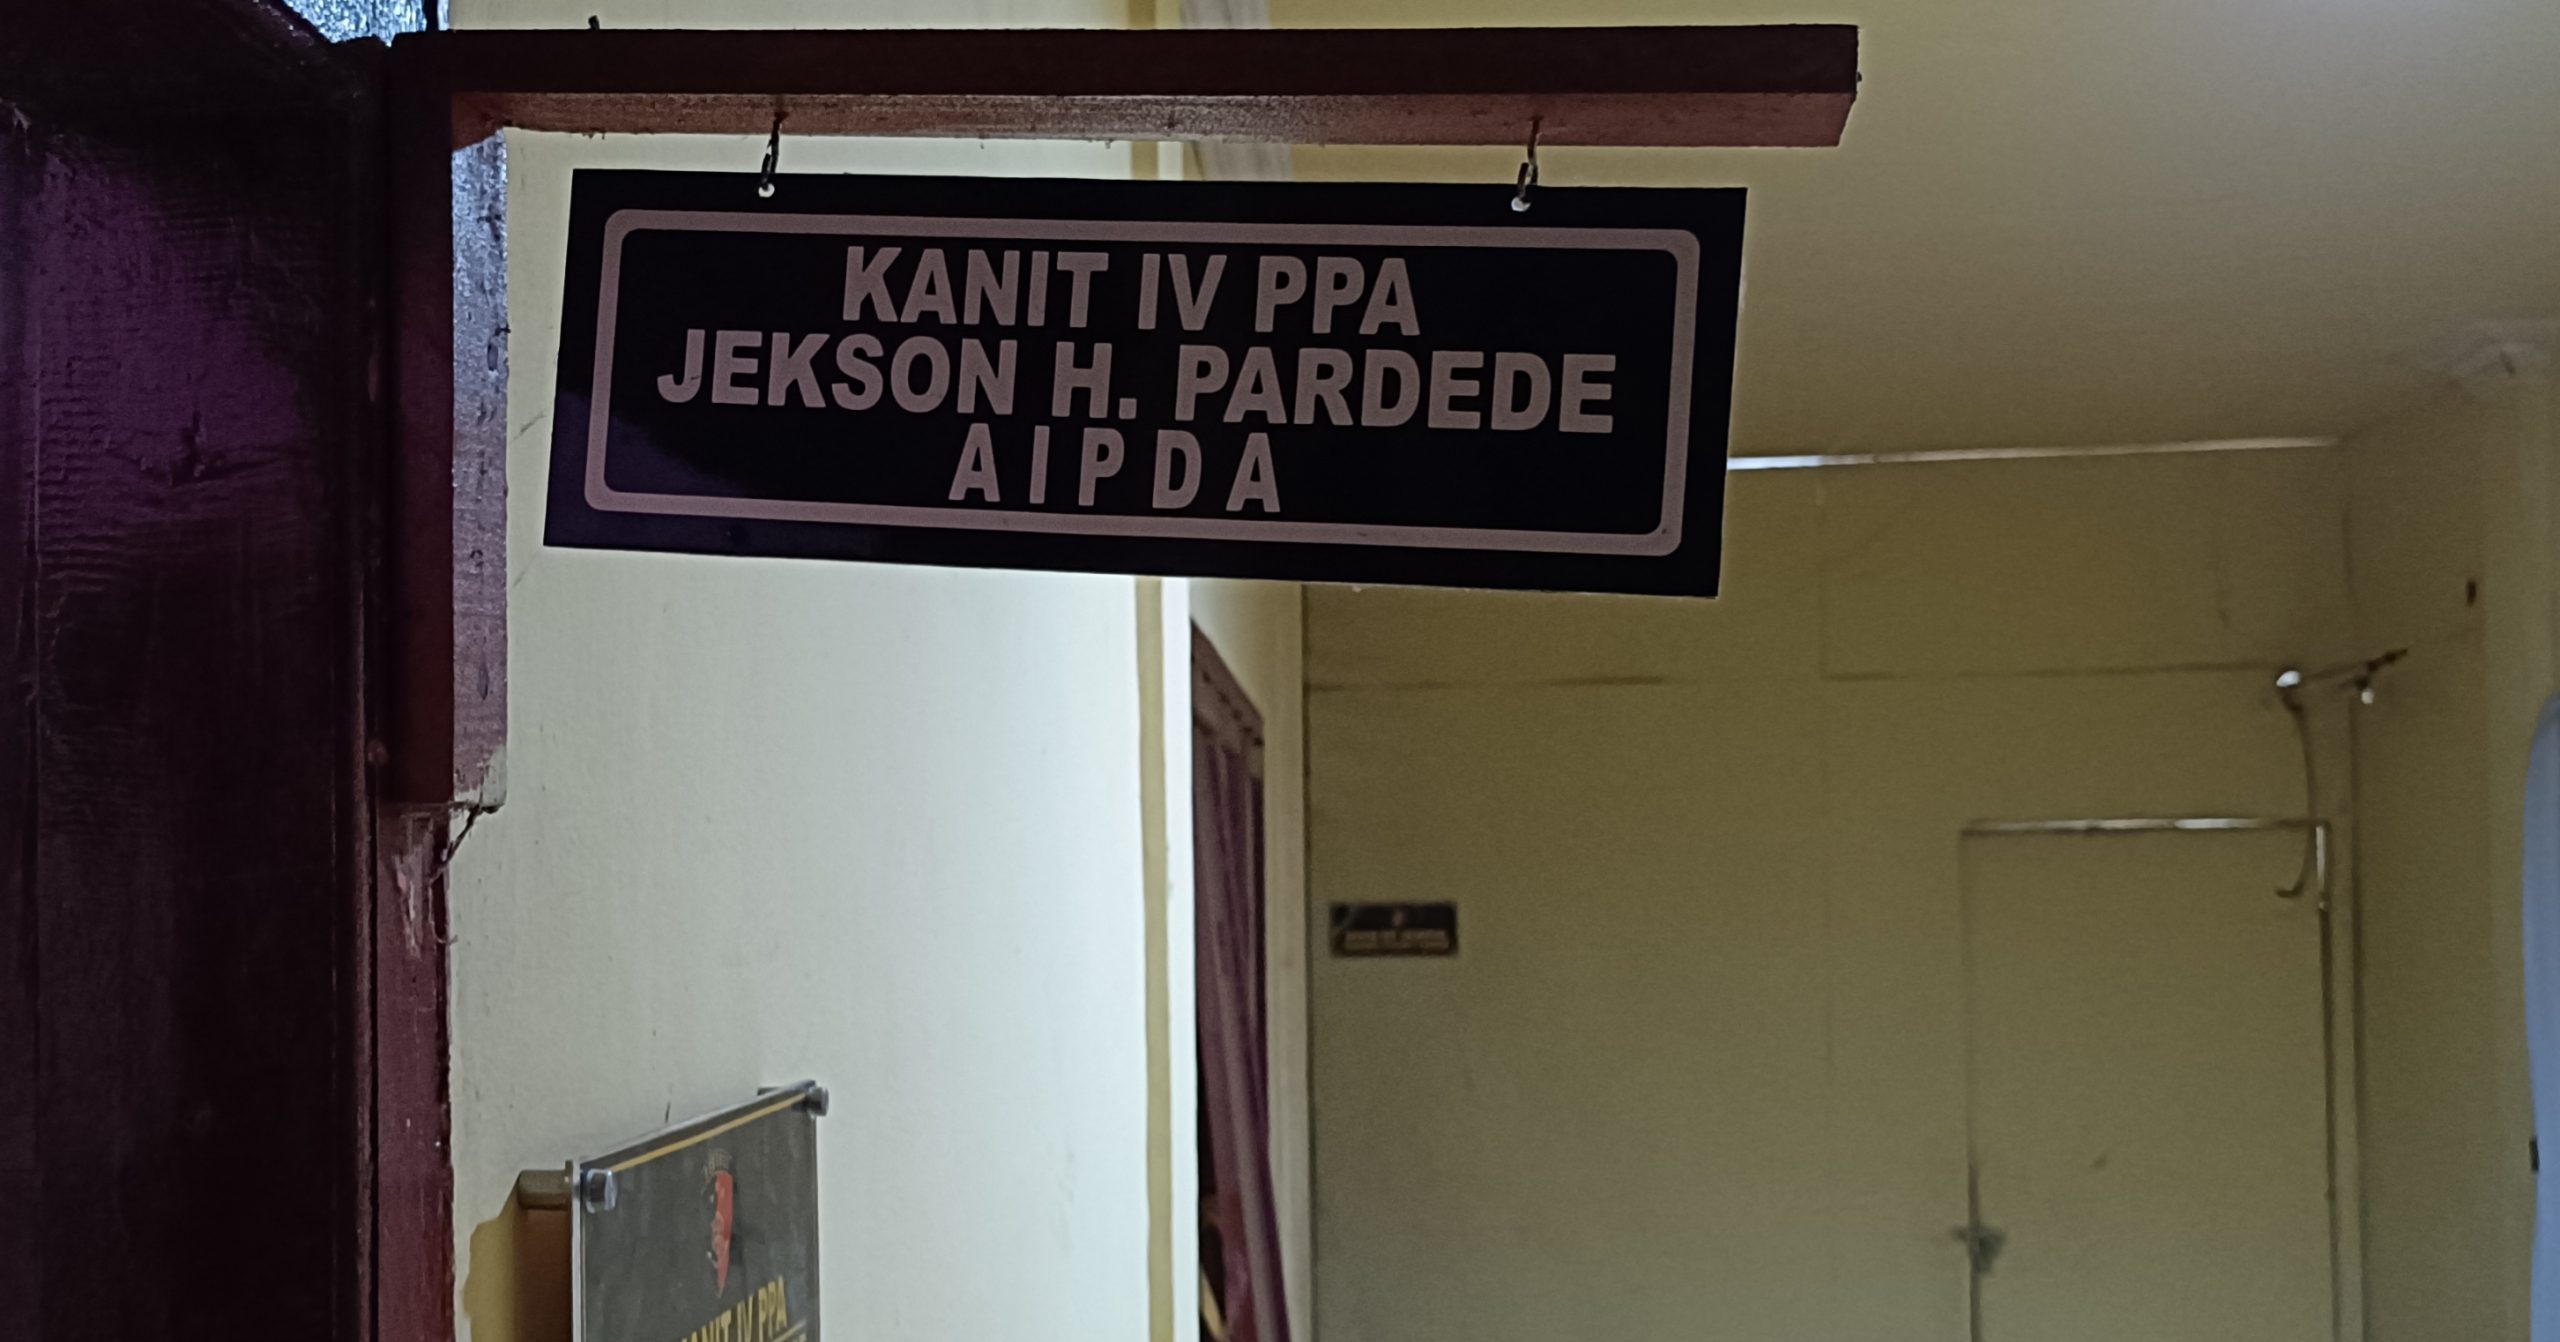 KANIT IV PPA
JEKSON H. PARDEDE
AIPDA
KANIT IV PPA